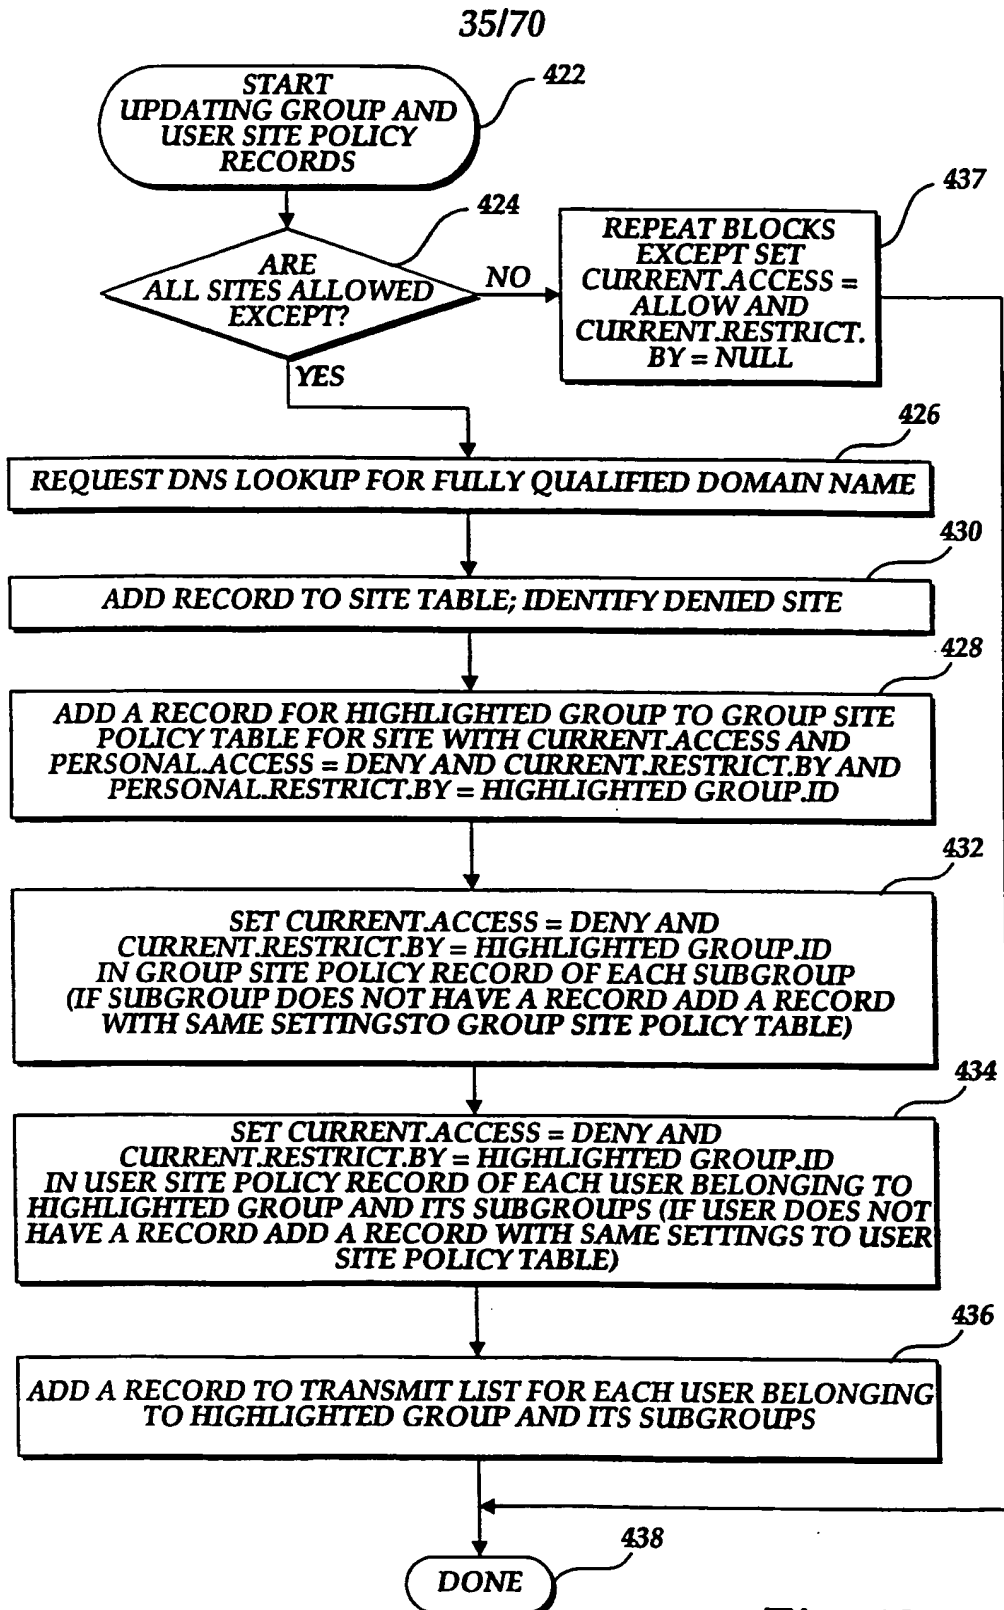 35/70
START
UPDATING GROUP AND
USER SITE POLICY
RECORDS
422
424
ARE
ALL SITES ALLOWED
EXCEPT?
NO
YES
437
REPEAT BLOCKS
EXCEPT SET
CURRENT.ACCESS =
ALLOW AND
CURRENT.RESTRICT.
BY = NULL
426
REQUEST DNS LOOKUP FOR FULLY QUALIFIED DOMAIN NAME
430
ADD RECORD TO SITE TABLE; IDENTIFY DENIED SITE
428
ADD A RECORD FOR HIGHLIGHTED GROUP TO GROUP SITE
POLICY TABLE FOR SITE WITH CURRENT.ACCESS AND
PERSONAL.ACCESS = DENY AND CURRENT.RESTRICT.BY AND
PERSONAL.RESTRICT.BY = HIGHLIGHTED GROUP.ID
432
SET CURRENT.ACCESS = DENY AND
CURRENT.RESTRICT.BY = HIGHLIGHTED GROUP.ID
IN GROUP SITE POLICY RECORD OF EACH SUBGROUP
(IF SUBGROUP DOES NOT HAVE A RECORD ADD A RECORD
WITH SAME SETTINGSTO GROUP SITE POLICY TABLE)
434
SET CURRENT.ACCESS = DENY AND
CURRENT.RESTRICT.BY = HIGHLIGHTED GROUP.ID
IN USER SITE POLICY RECORD OF EACH USER BELONGING TO
HIGHLIGHTED GROUP AND ITS SUBGROUPS (IF USER DOES NOT
HAVE A RECORD ADD A RECORD WITH SAME SETTINGS TO USER
SITE POLICY TABLE)
436
ADD A RECORD TO TRANSMIT LIST FOR EACH USER BELONGING
TO HIGHLIGHTED GROUP AND ITS SUBGROUPS
438
DONE